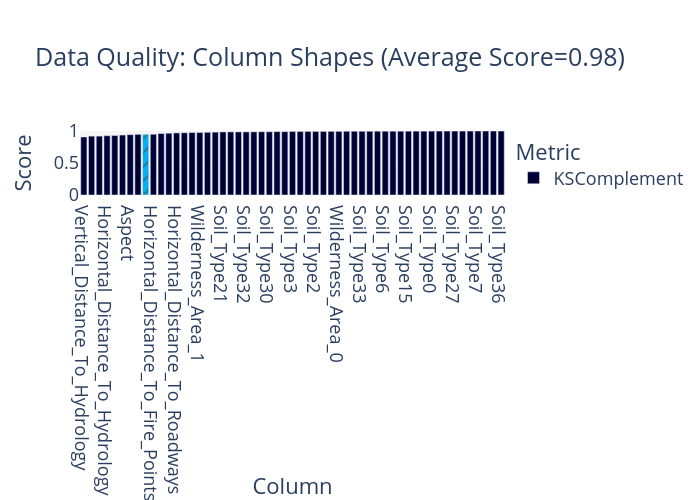 Data Quality: Column Shapes (Average Score=0.98)
Score
1
0.5
0
Metric
KSComplement
Vertical_Distance_To_Hydrology
Horizontal_Distance_To_Hydrology
Aspect
Horizontal_Distance_To_Fire_Points
Horizontal_Distance_To_Roadways
Wilderness_Area_1
Soil_Type21
Soil_Type32
Soil_Type30
Soil_Type3
Soil_Type2
Wilderness_Area_0
Soil_Type33
Soil_Type6
Soil_Type15
Soil_Type0
Soil_Type27
Soil_Type7
Soil_Type36
Column